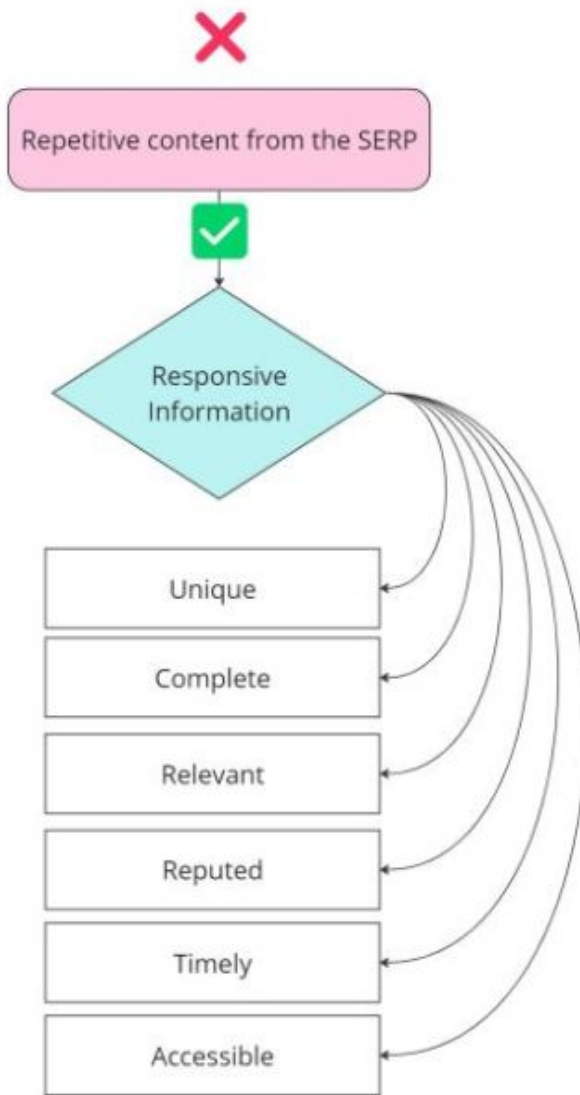 Repetitive content from the SERP
Responsive
Information
Unique
Complete
Relevant
Reputed
Timely
Accessible